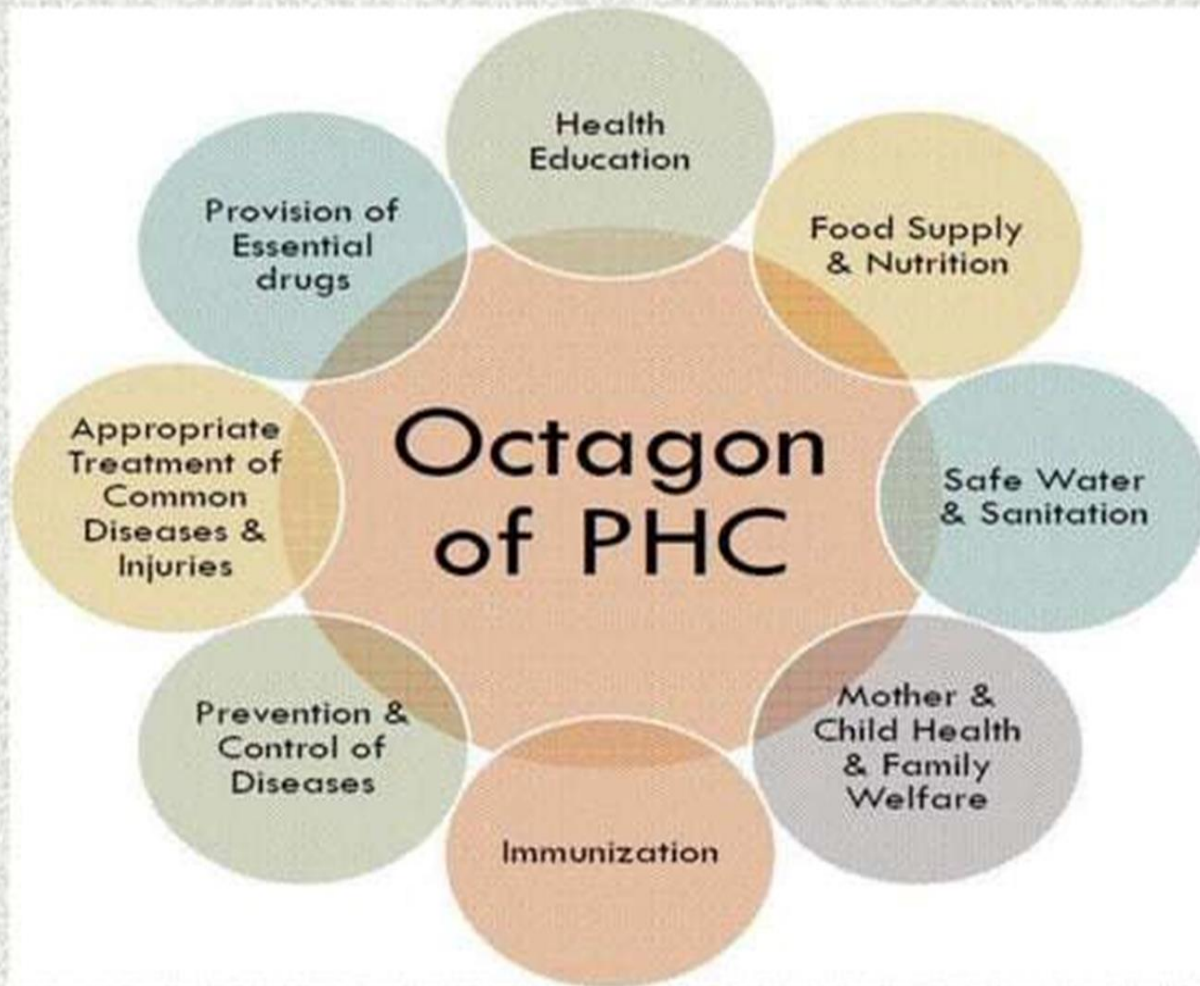 Health
Education
Food Supply
& Nutrition
Safe Water
& Sanitation
Mother &
Child Health
& Family
Welfare
Immunization
Prevention &
Control of
Diseases
Appropriate
Treatment of
Common
Diseases &
Injuries
Provision of
Essential
drugs
Octagon
of PHC